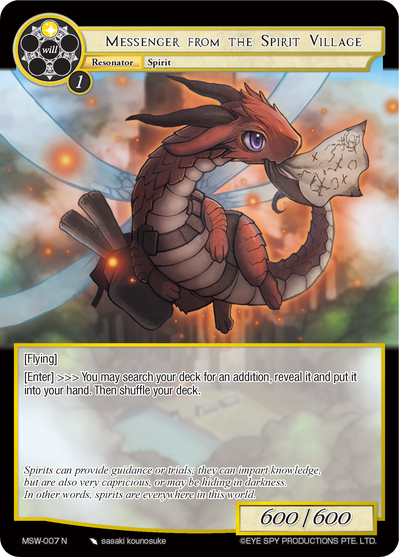 Messenger from the Spirit Village
will
Resonator Spirit
1
[Flying]
[Enter] >>> You may search your deck for an addition, reveal it and put it
into your hand. Then shuffle your deck.
Spirits can provide guidance or trials; they can impart knowledge,
but are also very capricious, or may be hiding in darkness.
In other words, spirits are everywhere in this world.
600/600
MSW-007 N sasaki kounosuke ©EYE SPY PRODUCTIONS PTE. LTD.